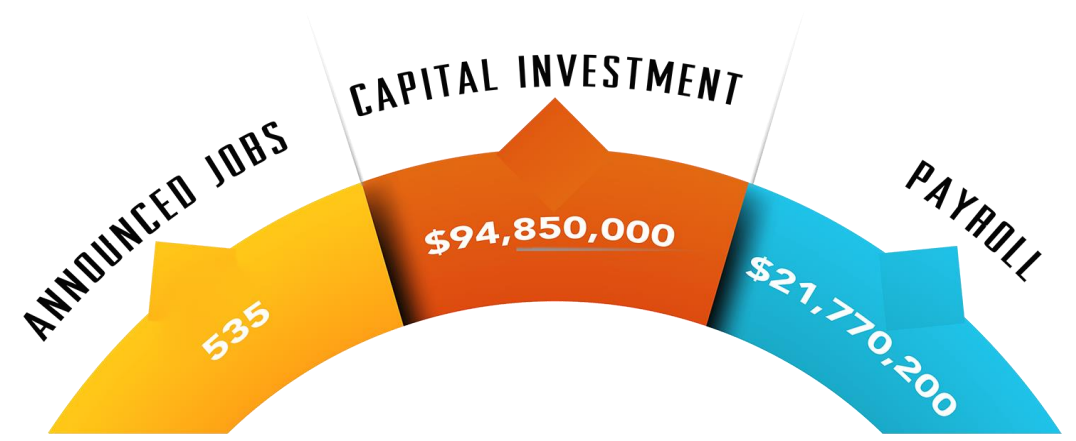 ANNOUNCED JOBS
535
CAPITAL INVESTMENT
$94,850,000
PAYROLL
$21,770,200